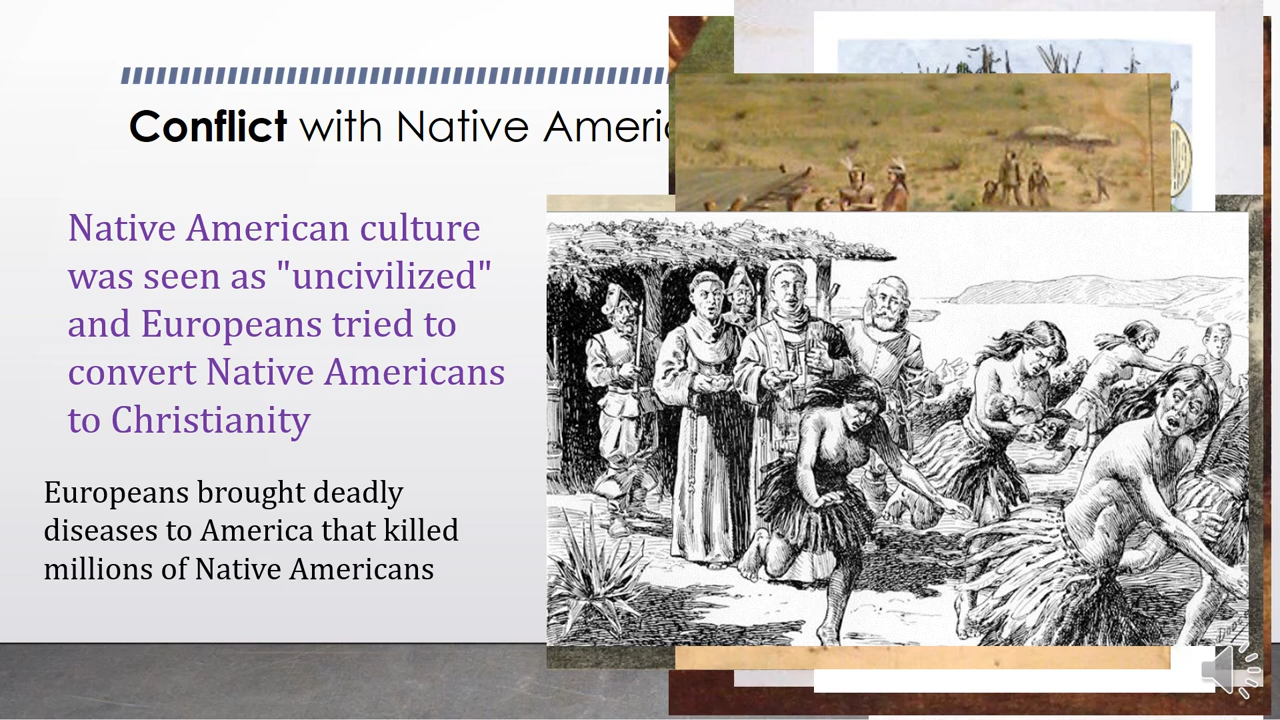 Conflict with Native Americ
Native American culture
was seen as "uncivilized"
and Europeans tried to
convert Native Americans
to Christianity
Europeans brought deadly
diseases to America that killed
millions of Native Americans